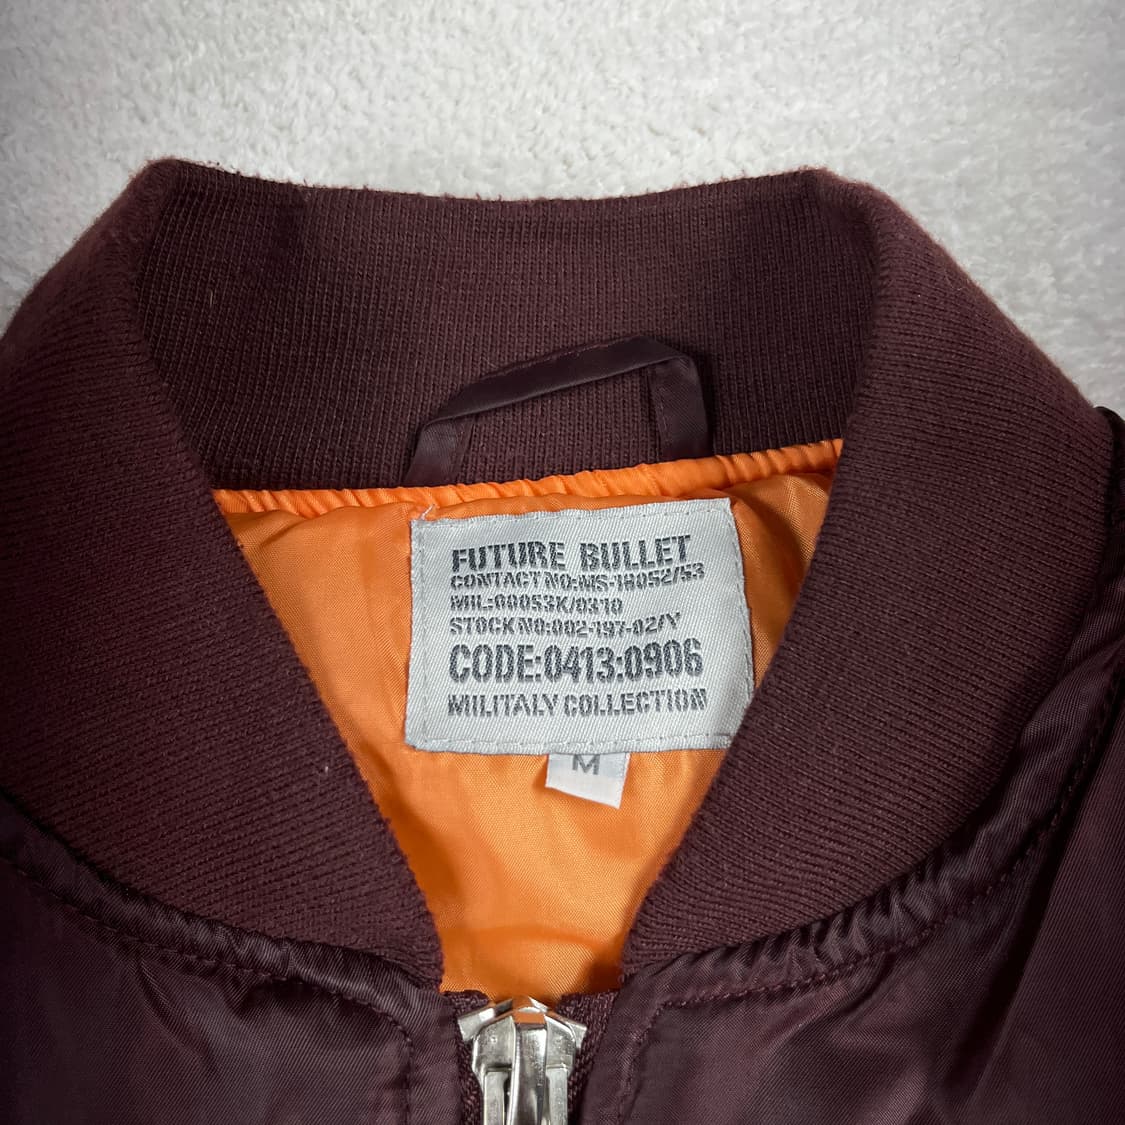 FUTURE BULLET
CONTACT NO:MS-18052/53
MIL:00053K/0310
STOCK NO:002-197-02/Y
CODE:0413:0906
MILITALY COLLECTION
M